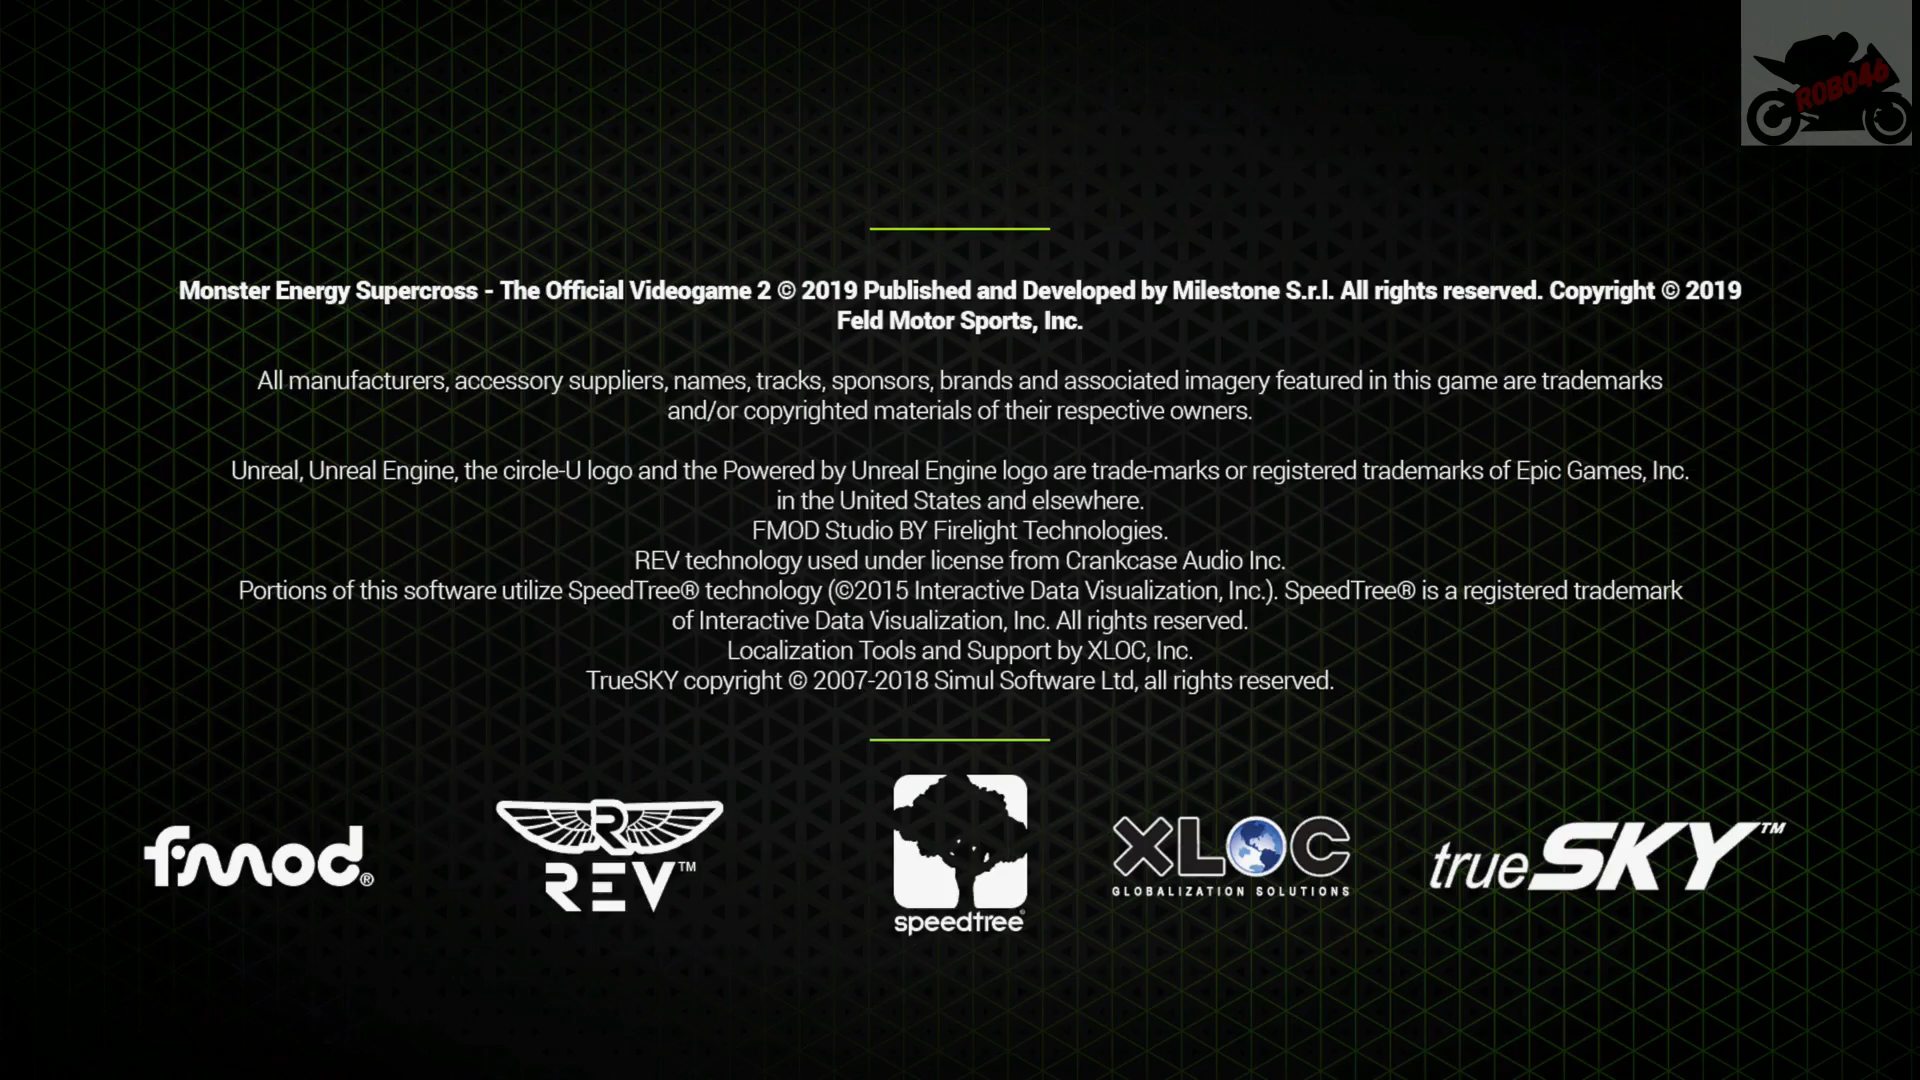 ROBO46
Monster Energy Supercross - The Official Videogame 2 © 2019 Published and Developed by Milestone S.r.l. All rights reserved. Copyright © 2019
Feld Motor Sports, Inc.
All manufacturers, accessory suppliers, names, tracks, sponsors, brands and associated imagery featured in this game are trademarks
and/or copyrighted materials of their respective owners.
Unreal, Unreal Engine, the circle-U logo and the Powered by Unreal Engine logo are trade-marks or registered trademarks of Epic Games, Inc.
in the United States and elsewhere.
FMOD Studio BY Firelight Technologies.
REV technology used under license from Crankcase Audio Inc.
Portions of this software utilize SpeedTree® technology (©2015 Interactive Data Visualization, Inc.). SpeedTree® is a registered trademark
of Interactive Data Visualization, Inc. All rights reserved.
Localization Tools and Support by XLOC, Inc.
TrueSKY copyright © 2007-2018 Simul Software Ltd, all rights reserved.
fmod®
R
REV™
speedtree®
XLOC
GLOBALIZATION SOLUTIONS
trueSKY™